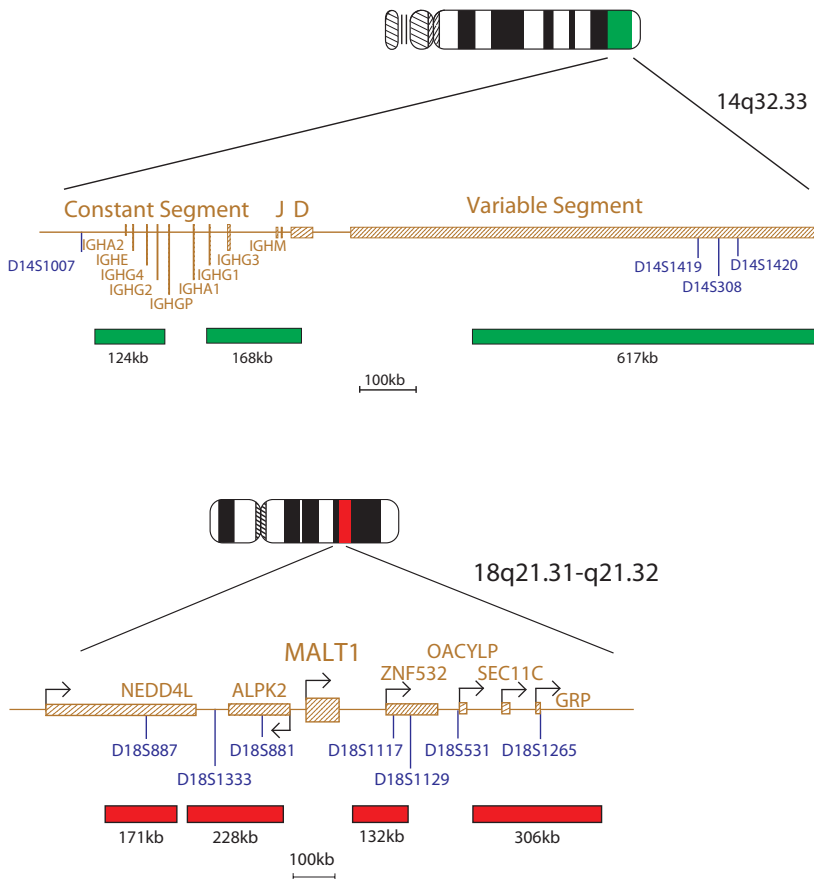 14q32.33
Constant Segment J D Variable Segment
IGHA2 IGHM
IGHE IGHG3
D14S1007 D14S1419 D14S1420
IGHG4 IGHG1
IGHG2 IGHA1 D14S308
IGHGP
124kb 168kb 617kb
100kb
18q21.31-q21.32
MALT1 OACYLP
ZNF532 SEC11C
NEDD4L ALPK2 GRP
D18S887 D18S881 D18S1117 D18S531 D18S1265
D18S1333 D18S1129
171kb 228kb 132kb 306kb
100kb